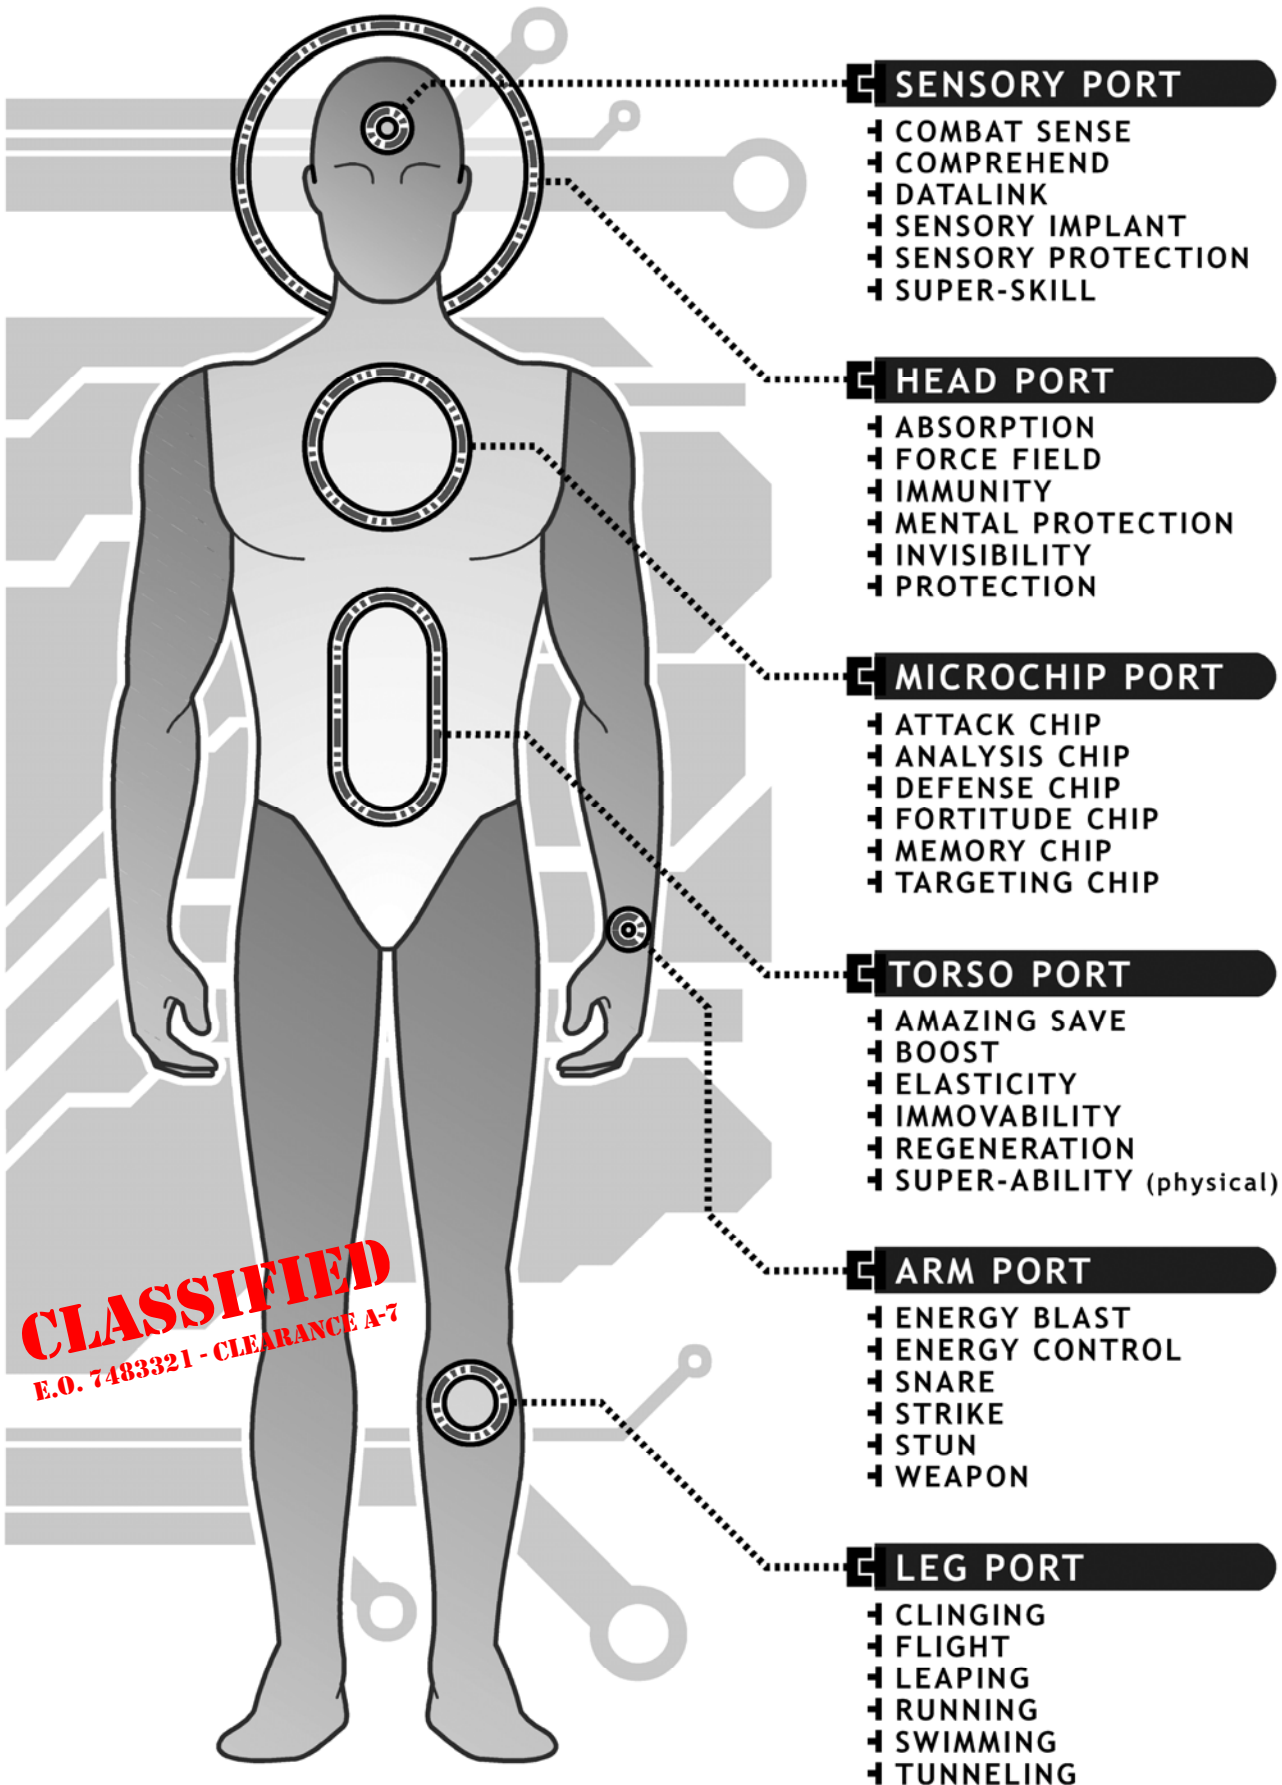 SENSORY PORT
COMBAT SENSE
COMPREHEND
DATALINK
SENSORY IMPLANT
SENSORY PROTECTION
SUPER-SKILL
HEAD PORT
ABSORPTION
FORCE FIELD
IMMUNITY
MENTAL PROTECTION
INVISIBILITY
PROTECTION
MICROCHIP PORT
ATTACK CHIP
ANALYSIS CHIP
DEFENSE CHIP
FORTITUDE CHIP
MEMORY CHIP
TARGETING CHIP
TORSO PORT
AMAZING SAVE
BOOST
ELASTICITY
IMMOVABILITY
REGENERATION
SUPER-ABILITY (physical)
ARM PORT
ENERGY BLAST
ENERGY CONTROL
SNARE
STRIKE
STUN
WEAPON
LEG PORT
CLINGING
FLIGHT
LEAPING
RUNNING
SWIMMING
TUNNELING
CLASSIFIED
E.O. 7483321 - CLEARANCE A-7